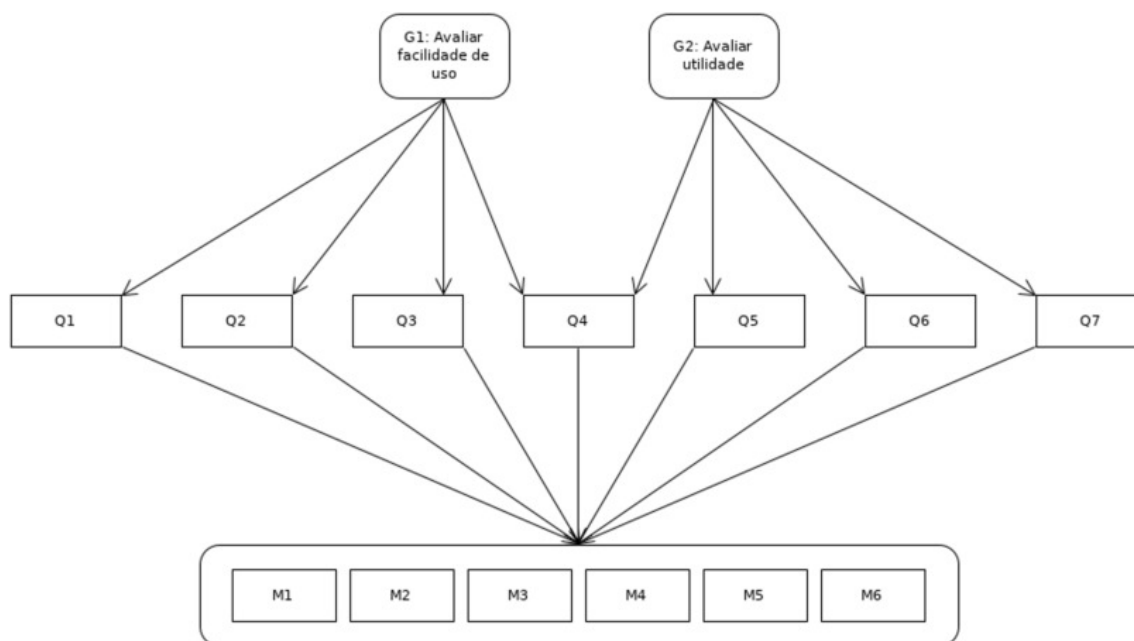 G1: Avaliar
facilidade de
uso
G2: Avaliar
utilidade
Q1
Q2
Q3
Q4
Q5
Q6
Q7
M1
M2
M3
M4
M5
M6